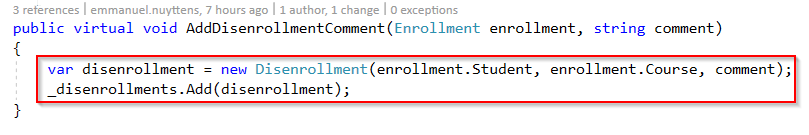 3 references | emmanuel.nuyttens, 7 hours ago | 1 author, 1 change | 0 exceptions
public virtual void AddDisenrollmentComment(Enrollment enrollment, string comment)
{
var disenrollment = new Disenrollment(enrollment.Student, enrollment.Course, comment);
_disenrollments.Add(disenrollment);
}